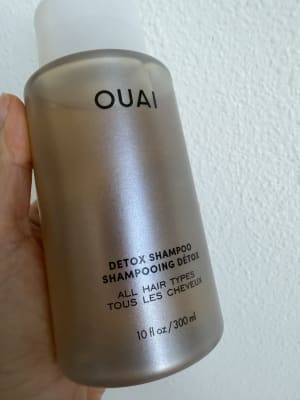 OUAI
DETOX SHAMPOO
SHAMPOOING DÉTOX
ALL HAIR TYPES
TOUS LES CHEVEUX
10 fl oz/300 ml